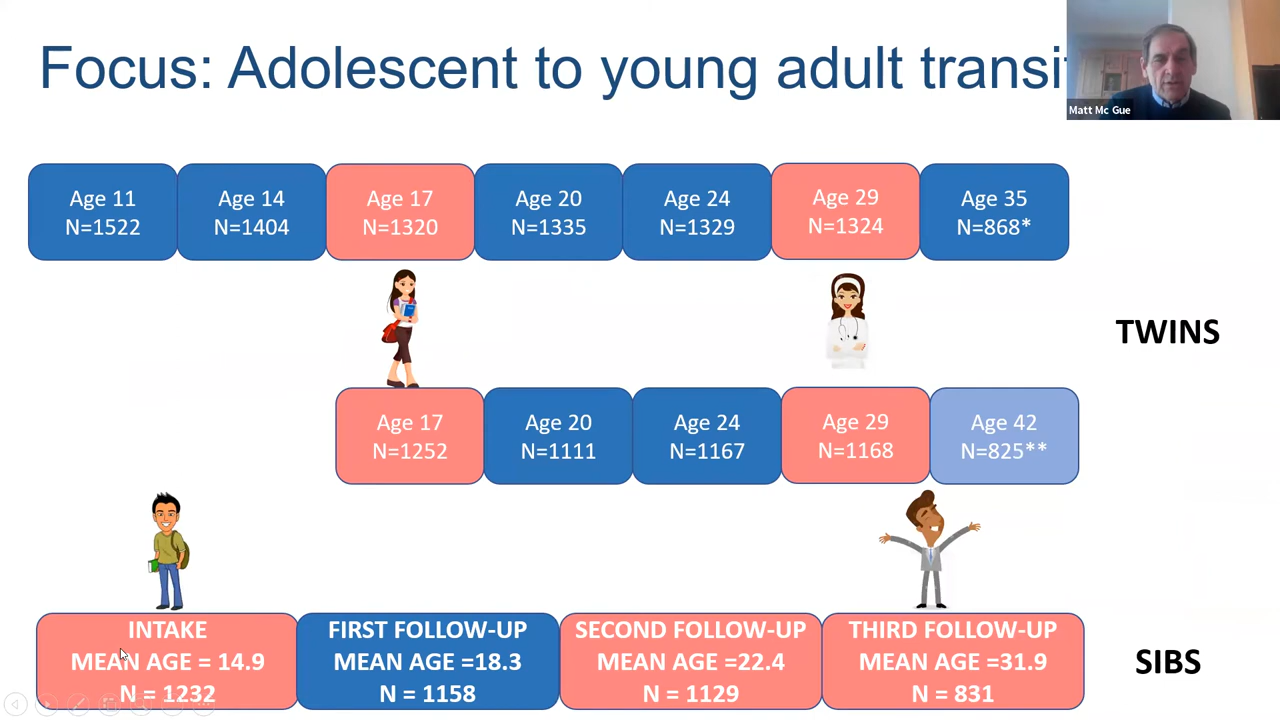 Focus: Adolescent to young adult transi
Matt Mc Gue
Age 11
N=1522
Age 14
N=1404
Age 17
N=1320
Age 20
N=1335
Age 24
N=1329
Age 29
N=1324
Age 35
N=868*
TWINS
Age 17
N=1252
Age 20
N=1111
Age 24
N=1167
Age 29
N=1168
Age 42
N=825**
INTAKE
MEAN AGE = 14.9
N = 1232
FIRST FOLLOW-UP
MEAN AGE =18.3
N = 1158
SECOND FOLLOW-UP
MEAN AGE =22.4
N = 1129
THIRD FOLLOW-UP
MEAN AGE =31.9
N = 831
SIBS